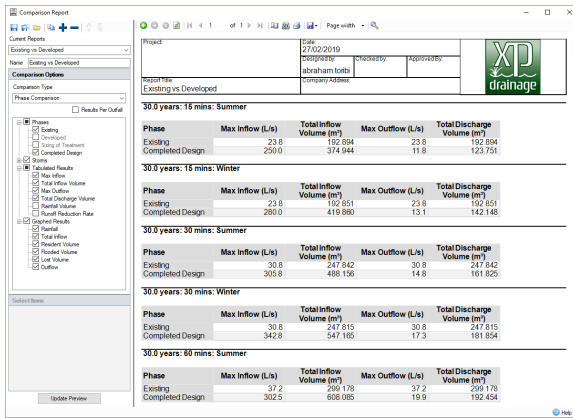 Comparison Report
Current Reports
Existing vs Developed
Name Existing vs Developed
Comparison Options
Comparison Type
Phase Comparison
Results Per Outfall
Phases
Existing
Developed
Sizing of Treatment
Completed Design
Storms
Tabulated Results
Max Inflow
Total Inflow Volume
Max Outflow
Total Discharge Volume
Rainfall Volume
Runoff Reduction Rate
Graphed Results
Rainfall
Total Inflow
Resident Volume
Flooded Volume
Lost Volume
Outflow
Select Items
Update Preview
1 of 1 Page width
Project: Date:
27/02/2019
Designed by: Checked by: Approved By:
abraham toribi
Report Title: Company Address:
Existing vs Developed
XP
drainage
30.0 years: 15 mins: Summer
Phase Max Inflow (L/s) Total Inflow Volume (m³) Max Outflow (L/s) Total Discharge Volume (m³)
Existing 23.8 192.894 23.8 192.894
Completed Design 250.0 374.944 11.8 123.751
30.0 years: 15 mins: Winter
Phase Max Inflow (L/s) Total Inflow Volume (m³) Max Outflow (L/s) Total Discharge Volume (m³)
Existing 23.8 192.851 23.8 192.851
Completed Design 280.0 419.860 13.1 142.148
30.0 years: 30 mins: Summer
Phase Max Inflow (L/s) Total Inflow Volume (m³) Max Outflow (L/s) Total Discharge Volume (m³)
Existing 30.8 247.842 30.8 247.842
Completed Design 305.8 488.156 14.8 161.825
30.0 years: 30 mins: Winter
Phase Max Inflow (L/s) Total Inflow Volume (m³) Max Outflow (L/s) Total Discharge Volume (m³)
Existing 30.8 247.815 30.8 247.815
Completed Design 342.8 547.165 17.3 181.854
30.0 years: 60 mins: Summer
Phase Max Inflow (L/s) Total Inflow Volume (m³) Max Outflow (L/s) Total Discharge Volume (m³)
Existing 37.2 299.178 37.2 299.178
Completed Design 302.5 608.085 19.9 192.454
Help